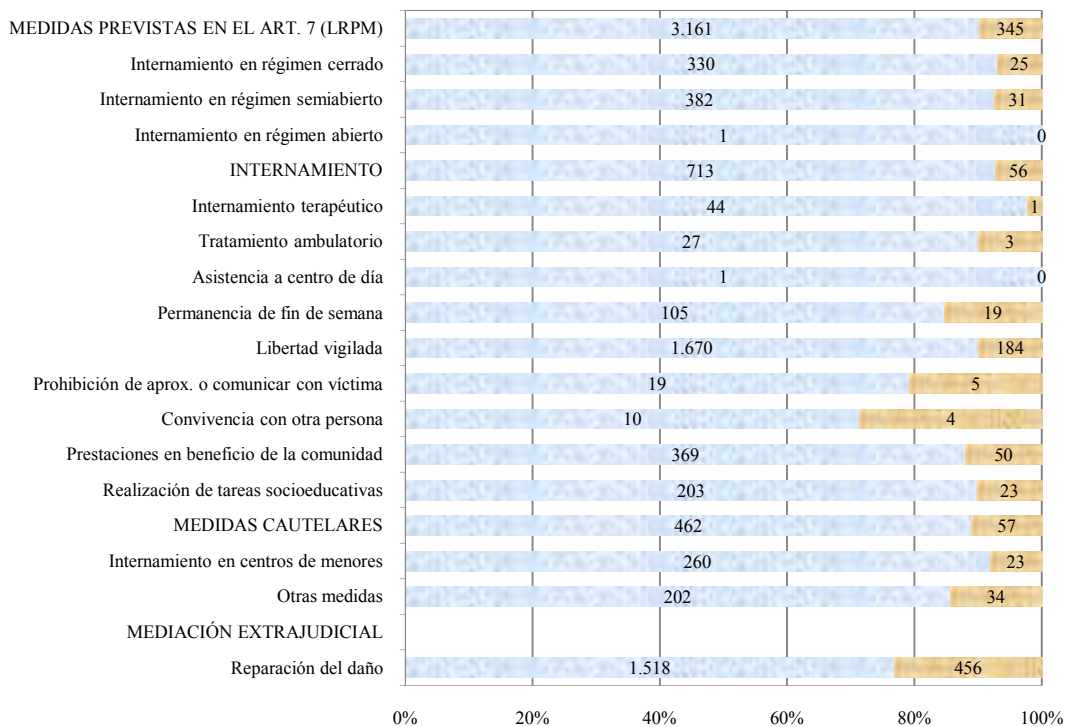 MEDIDAS PREVISTAS EN EL ART. 7 (LRPM) 3.161 345
Internamiento en régimen cerrado 330 25
Internamiento en régimen semiabierto 382 31
Internamiento en régimen abierto 1 0
INTERNAMIENTO 713 56
Internamiento terapéutico 44 1
Tratamiento ambulatorio 27 3
Asistencia a centro de día 1 0
Permanencia de fin de semana 105 19
Libertad vigilada 1.670 184
Prohibición de aprox. o comunicar con víctima 19 5
Convivencia con otra persona 10 4
Prestaciones en beneficio de la comunidad 369 50
Realización de tareas socioeducativas 203 23
MEDIDAS CAUTELARES 462 57
Internamiento en centros de menores 260 23
Otras medidas 202 34
MEDIACIÓN EXTRAJUDICIAL
Reparación del daño 1.518 456
0% 20% 40% 60% 80% 100%